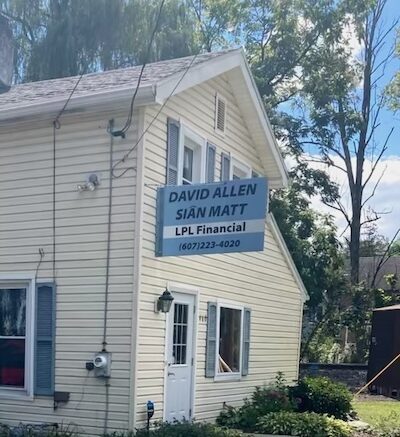 DAVID ALLEN
SIÂN MATT
LPL Financial
(607)223-4020